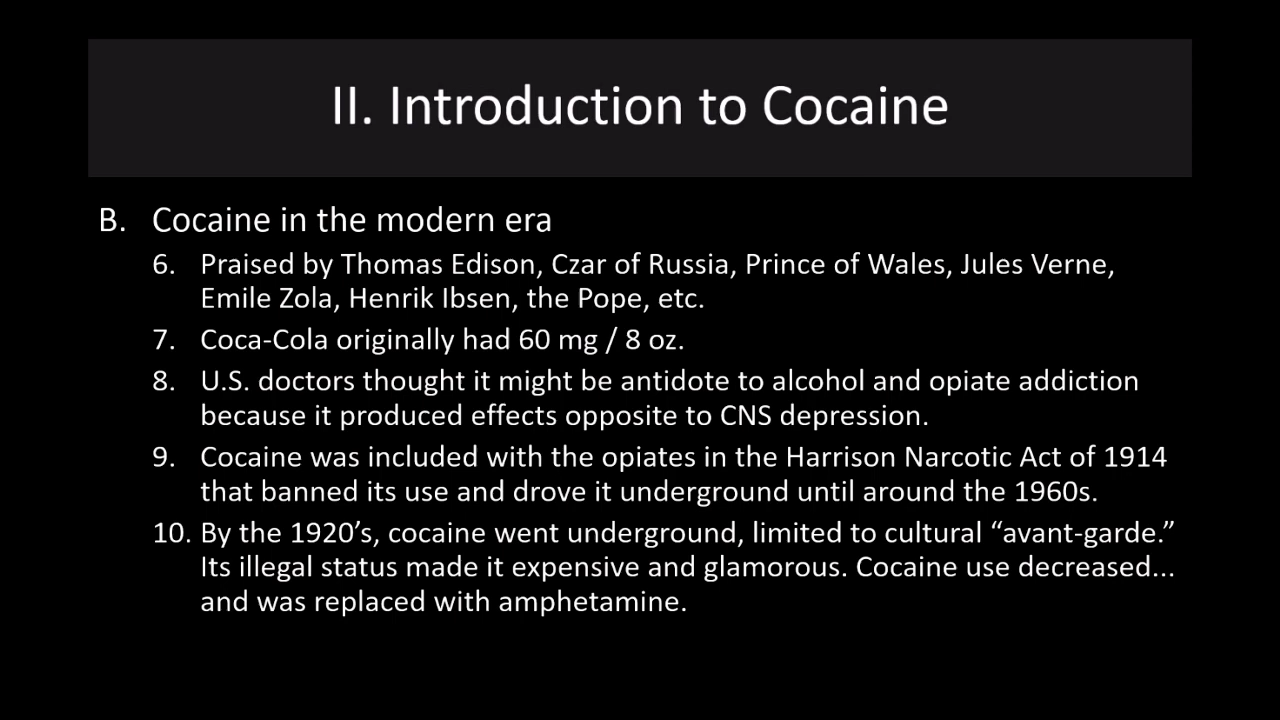 II. Introduction to Cocaine
B. Cocaine in the modern era
6. Praised by Thomas Edison, Czar of Russia, Prince of Wales, Jules Verne,
Emile Zola, Henrik Ibsen, the Pope, etc.
7. Coca-Cola originally had 60 mg / 8 oz.
8. U.S. doctors thought it might be antidote to alcohol and opiate addiction
because it produced effects opposite to CNS depression.
9. Cocaine was included with the opiates in the Harrison Narcotic Act of 1914
that banned its use and drove it underground until around the 1960s.
10. By the 1920’s, cocaine went underground, limited to cultural “avant-garde.”
Its illegal status made it expensive and glamorous. Cocaine use decreased...
and was replaced with amphetamine.